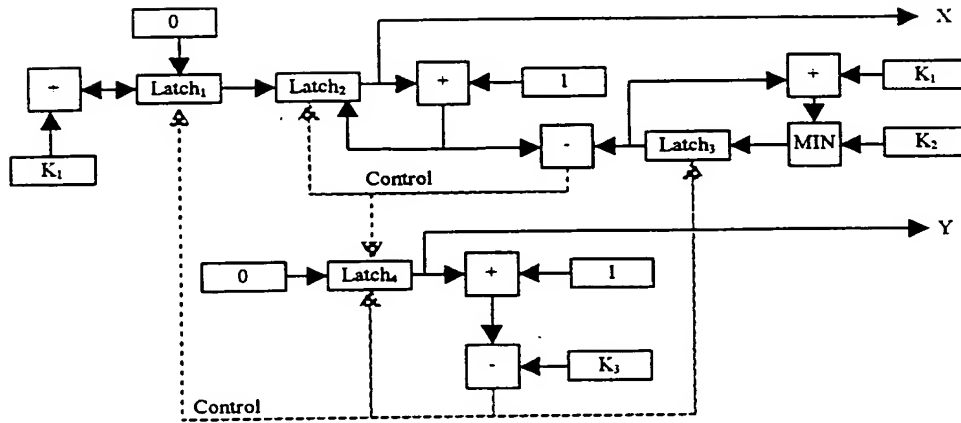 0
X
+
Latch₁
Latch₂
+
1
+
K₁
K₁
-
Latch₃
MIN
K₂
Control
Y
0
Latch₄
+
1
-
K₃
Control